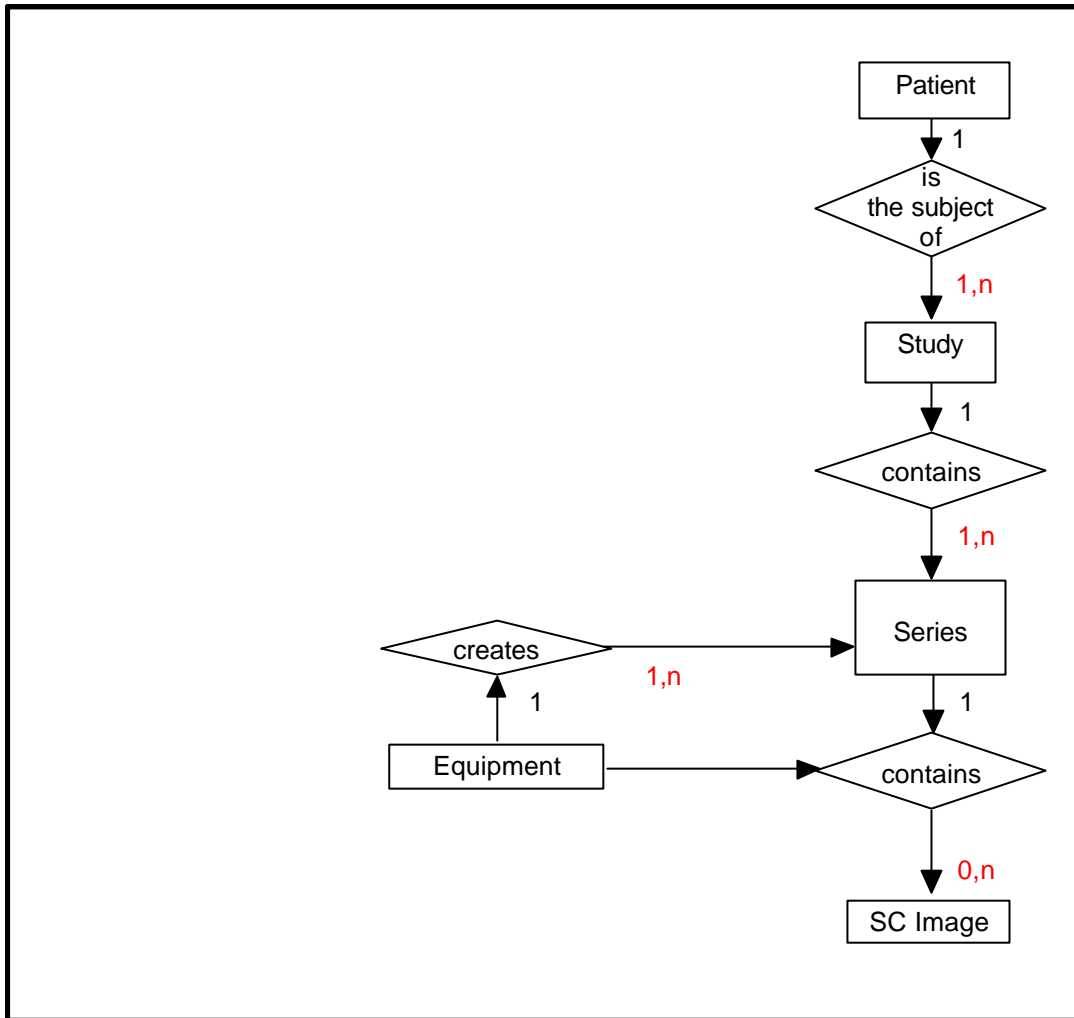 Patient
1
is
the subject
of
1,n
Study
1
contains
1,n
Series
creates
1,n
1
1
Equipment
contains
0,n
SC Image